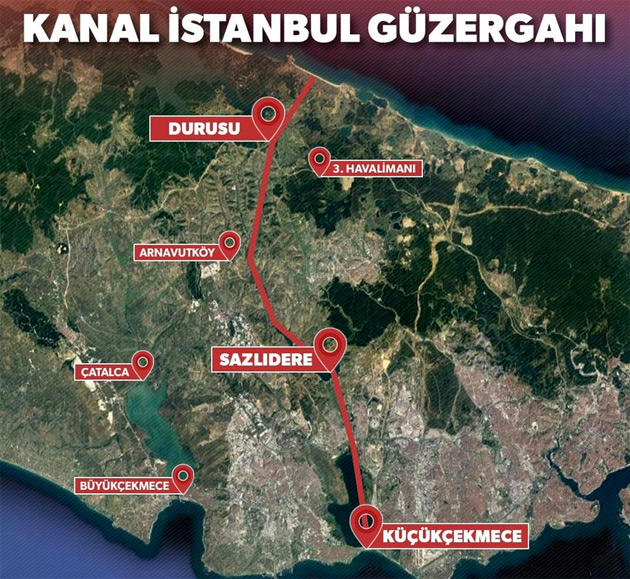 KANAL İSTANBUL GÜZERGAHI
DURUSU
3. HAVALİMANI
ARNAVUTKÖY
SAZLIDERE
ÇATALCA
BÜYÜKÇEKMECE
KÜÇÜKÇEKMECE